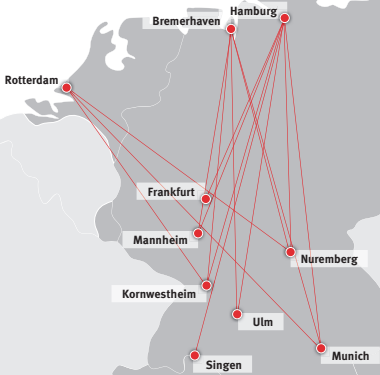 Hamburg
Bremerhaven
Rotterdam
Frankfurt
Mannheim
Nuremberg
Kornwestheim
Ulm
Munich
Singen